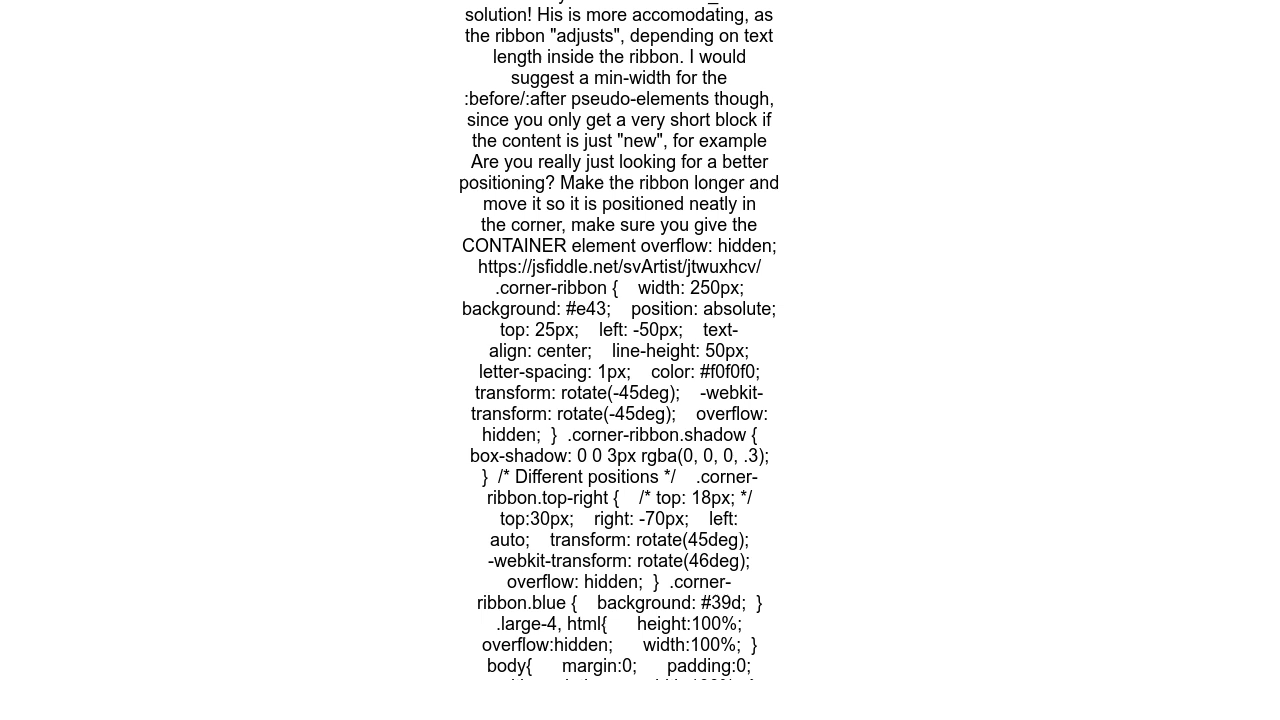 solution! His is more accomodating, as
the ribbon "adjusts", depending on text
length inside the ribbon. I would
suggest a min-width for the
:before/:after pseudo-elements though,
since you only get a very short block if
the content is just "new", for example
Are you really just looking for a better
positioning? Make the ribbon longer and
move it so it is positioned neatly in
the corner, make sure you give the
CONTAINER element overflow: hidden;
https://jsfiddle.net/svArtist/jtwuxhcv/
.corner-ribbon {    width: 250px;
background: #e43;    position: absolute;
top: 25px;    left: -50px;    text-
align: center;    line-height: 50px;
letter-spacing: 1px;    color: #f0f0f0;
transform: rotate(-45deg);    -webkit-
transform: rotate(-45deg);    overflow:
hidden;  }  .corner-ribbon.shadow {
box-shadow: 0 0 3px rgba(0, 0, 0, .3);
}  /* Different positions */    .corner-
ribbon.top-right {    /* top: 18px; */
top:30px;    right: -70px;    left:
auto;    transform: rotate(45deg);
-webkit-transform: rotate(46deg);
overflow: hidden;  }  .corner-
ribbon.blue {    background: #39d;  }
.large-4, html{      height:100%;
overflow:hidden;      width:100%;  }
body{      margin:0;      padding:0;